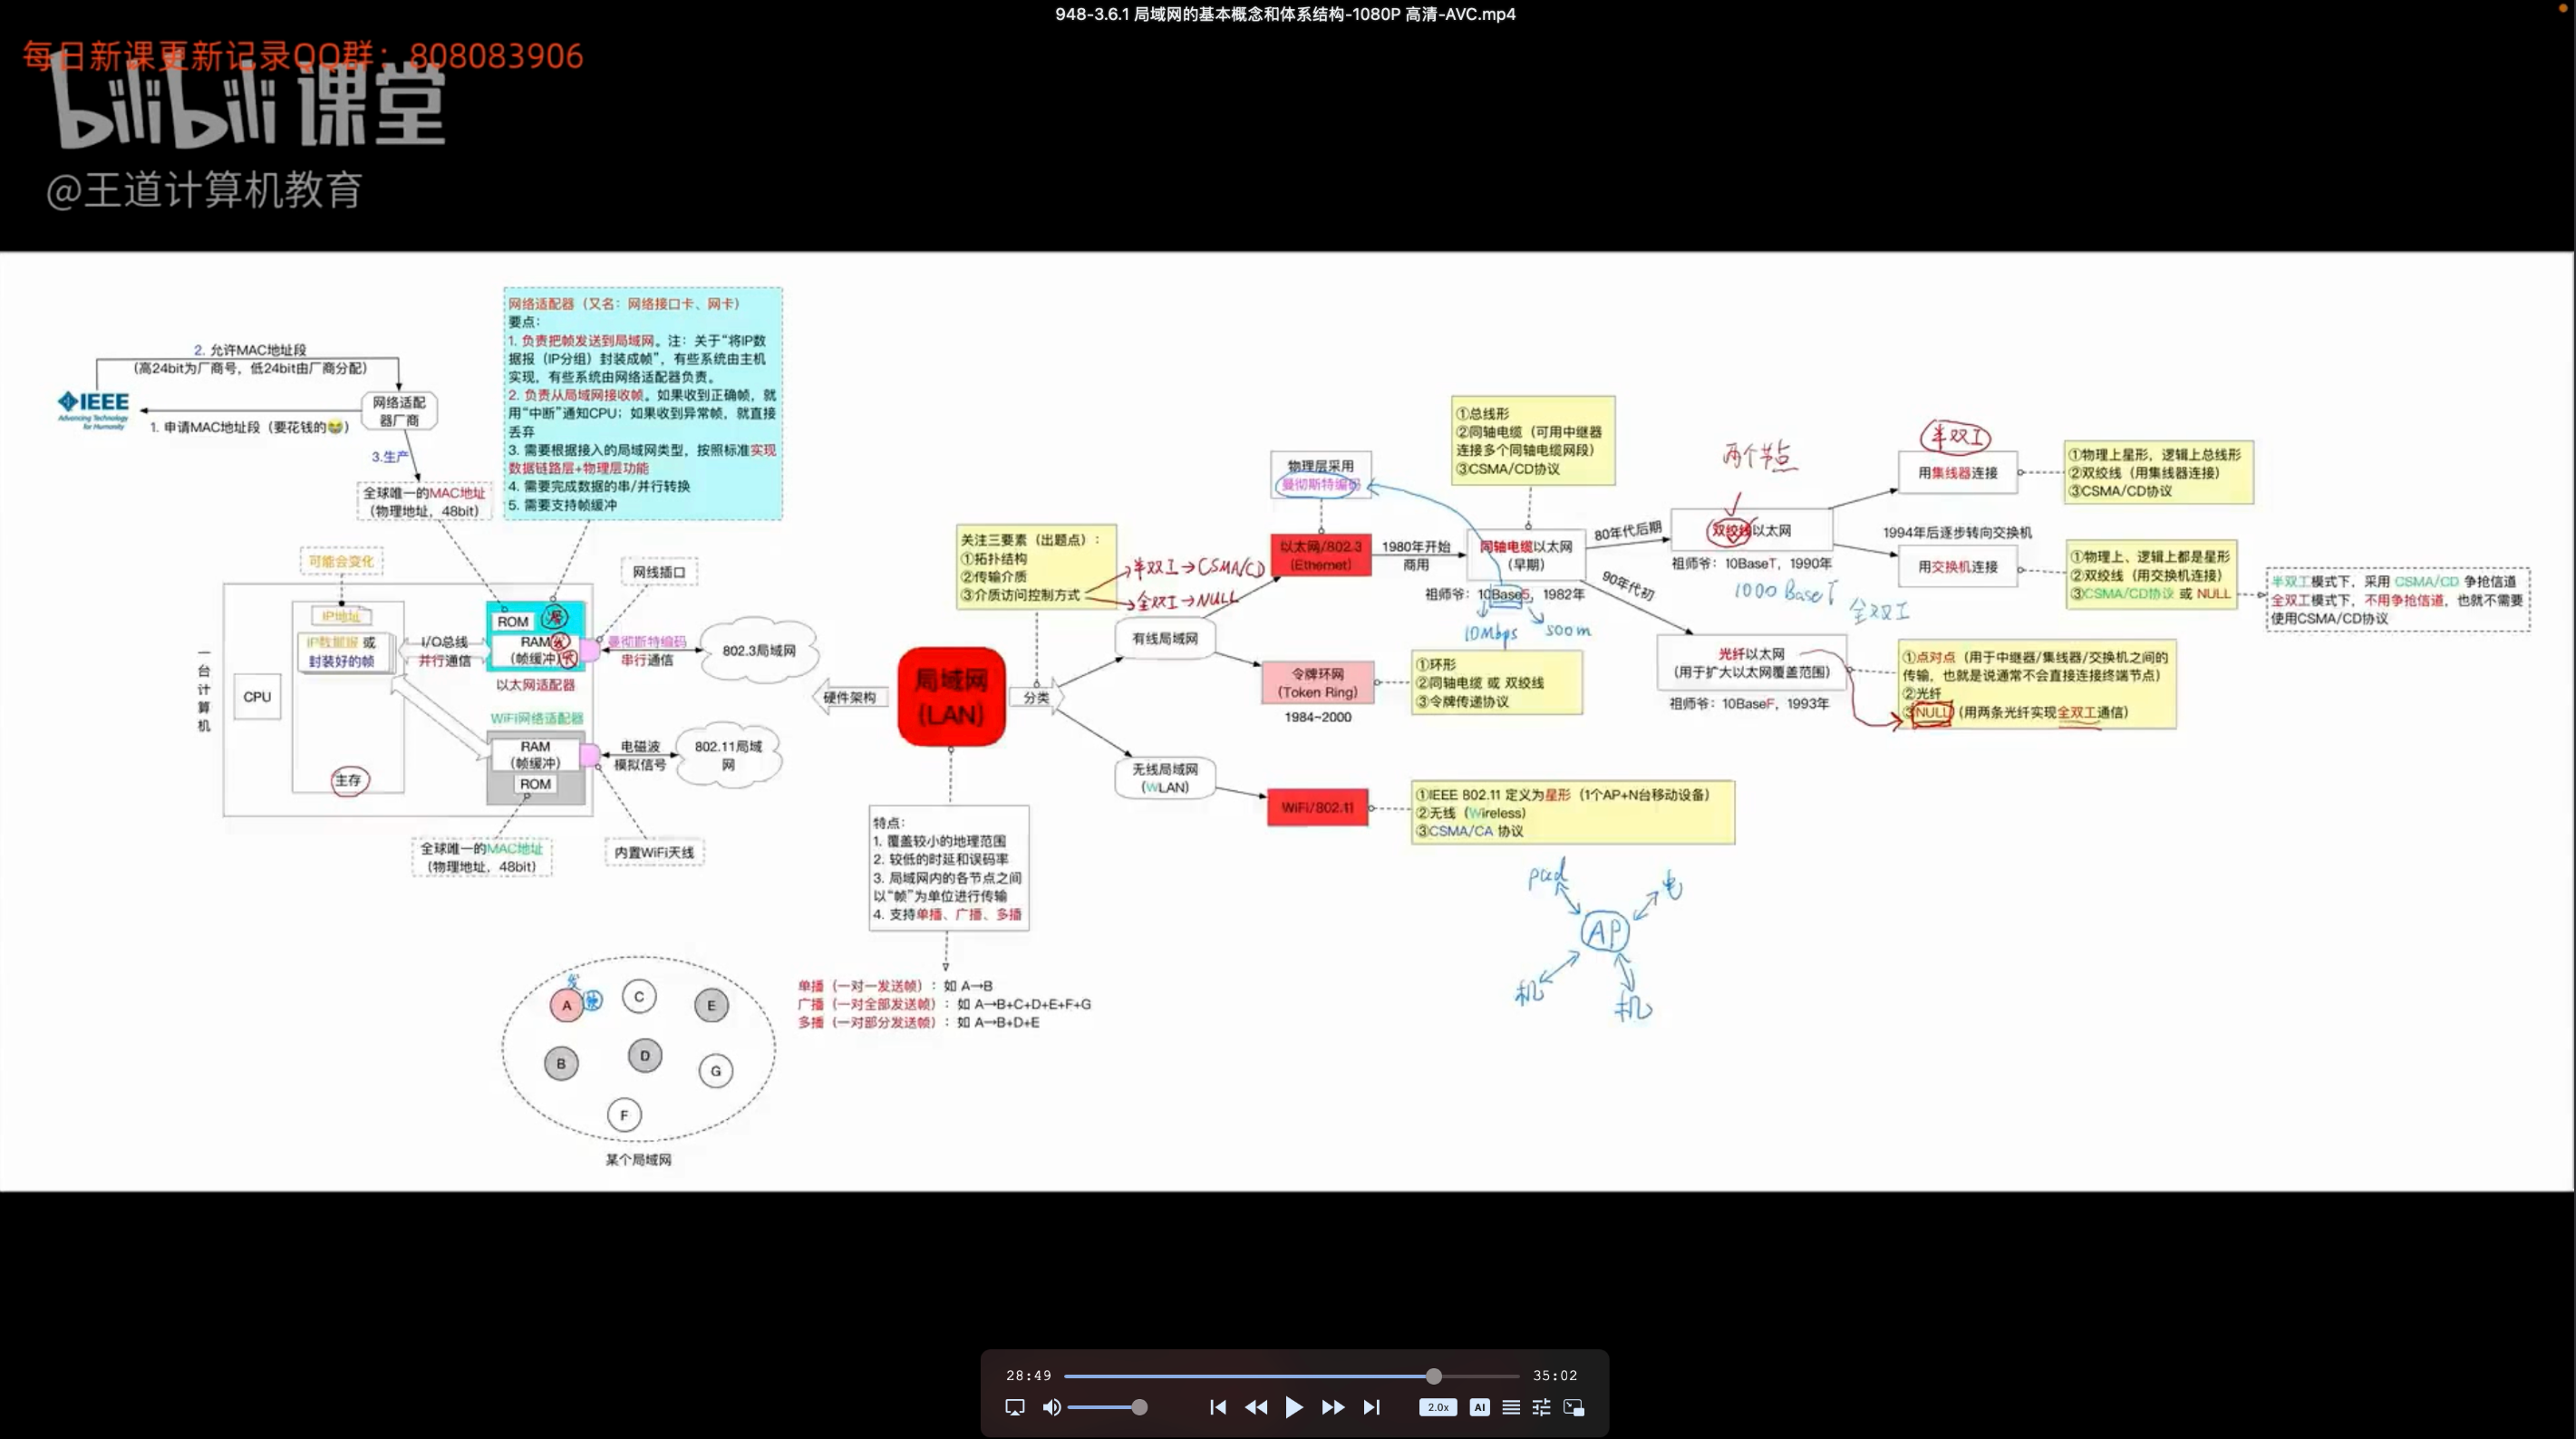 948-3.6.1 局域网的基本概念和体系结构-1080P 高清-AVC.mp4
每日新课更新记录QQ群：808083906
bilibili课堂
@王道计算机教育
2. 允许MAC地址段
(高24bit为厂商号，低24bit由厂商分配)
IEEE
Advancing Technology
for Humanity
网络适配
器厂商
1. 申请MAC地址段（要花钱的😭）
3.生产
全球唯一的MAC地址
（物理地址，48bit）
网络适配器（又名：网络接口卡、网卡）
要点：
1. 负责把帧发送到局域网。注：关于“将IP数
据报（IP分组）封装成帧”，有些系统由主机
实现，有些系统由网络适配器负责。
2. 负责从局域网接收帧。如果收到正确帧，就
用“中断”通知CPU；如果收到异常帧，就直接
丢弃
3. 需要根据接入的局域网类型，按照标准实现
数据链路层+物理层功能
4. 需要完成数据的串/并行转换
5. 需要支持帧缓冲
可能会变化
网线插口
一台计算机
CPU
IP地址
IP数据报 或
封装好的帧
主存
I/O总线
并行通信
ROM
RAM
(帧缓冲)
以太网适配器
曼彻斯特编码
串行通信
802.3局域网
WiFi网络适配器
RAM
(帧缓冲)
ROM
电磁波
模拟信号
802.11局域
网
全球唯一的MAC地址
（物理地址，48bit）
内置WiFi天线
硬件架构
局域网
(LAN)
分类
关注三要素（出题点）：
①拓扑结构
②传输介质
③介质访问控制方式
半双工→CSMA/CD
全双工→NULL
特点：
1. 覆盖较小的地理范围
2. 较低的时延和误码率
3. 局域网内的各节点之间
以“帧”为单位进行传输
4. 支持单播、广播、多播
单播（一对一发送帧）：如 A→B
广播（一对全部发送帧）：如 A→B+C+D+E+F+G
多播（一对部分发送帧）：如 A→B+D+E
发
A
C
E
B
D
G
F
某个局域网
有线局域网
无线局域网
(WLAN)
物理层采用
曼彻斯特编码
以太网/802.3
(Ethernet)
1980年开始
商用
①总线形
②同轴电缆（可用中继器
连接多个同轴电缆网段）
③CSMA/CD协议
同轴电缆以太网
(早期)
祖师爷：10Base5，1982年
10Mbps
500m
令牌环网
(Token Ring)
1984~2000
①环形
②同轴电缆 或 双绞线
③令牌传递协议
WiFi/802.11
①IEEE 802.11 定义为星形（1个AP+N台移动设备）
②无线（Wireless）
③CSMA/CA 协议
pad
电
AP
机
机
80年代后期
90年代初
两个节点
双绞线以太网
祖师爷：10BaseT，1990年
1000 BaseT
全双工
半双工
用集线器连接
①物理上星形，逻辑上总线形
②双绞线（用集线器连接）
③CSMA/CD协议
1994年后逐步转向交换机
用交换机连接
①物理上、逻辑上都是星形
②双绞线（用交换机连接）
③CSMA/CD协议 或 NULL
半双工模式下，采用 CSMA/CD 争抢信道
全双工模式下，不用争抢信道，也就不需要
使用CSMA/CD协议
光纤以太网
(用于扩大以太网覆盖范围)
祖师爷：10BaseF，1993年
①点对点（用于中继器/集线器/交换机之间的
传输，也就是说通常不会直接连接终端节点）
②光纤
③NULL（用两条光纤实现全双工通信）
28:49
35:02
2.0x
AI